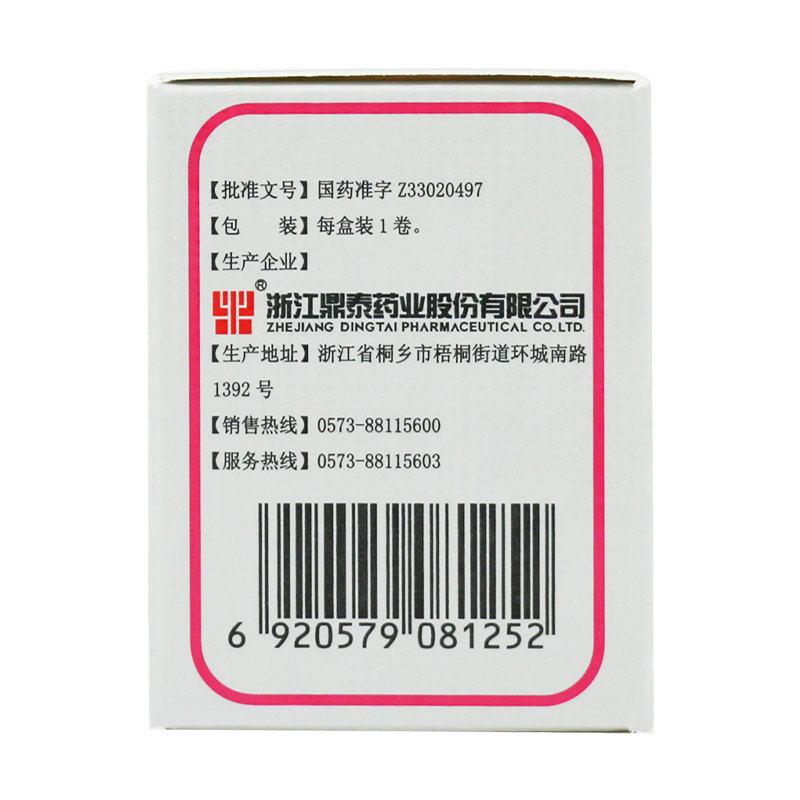 【批准文号】国药准字 Z33020497
【包　　装】每盒装 1 卷。
【生产企业】
®浙江鼎泰药业股份有限公司
ZHEJIANG DINGTAI PHARMACEUTICAL CO.,LTD.
【生产地址】浙江省桐乡市梧桐街道环城南路
1392 号
【销售热线】0573-88115600
【服务热线】0573-88115603
6 920579 081252